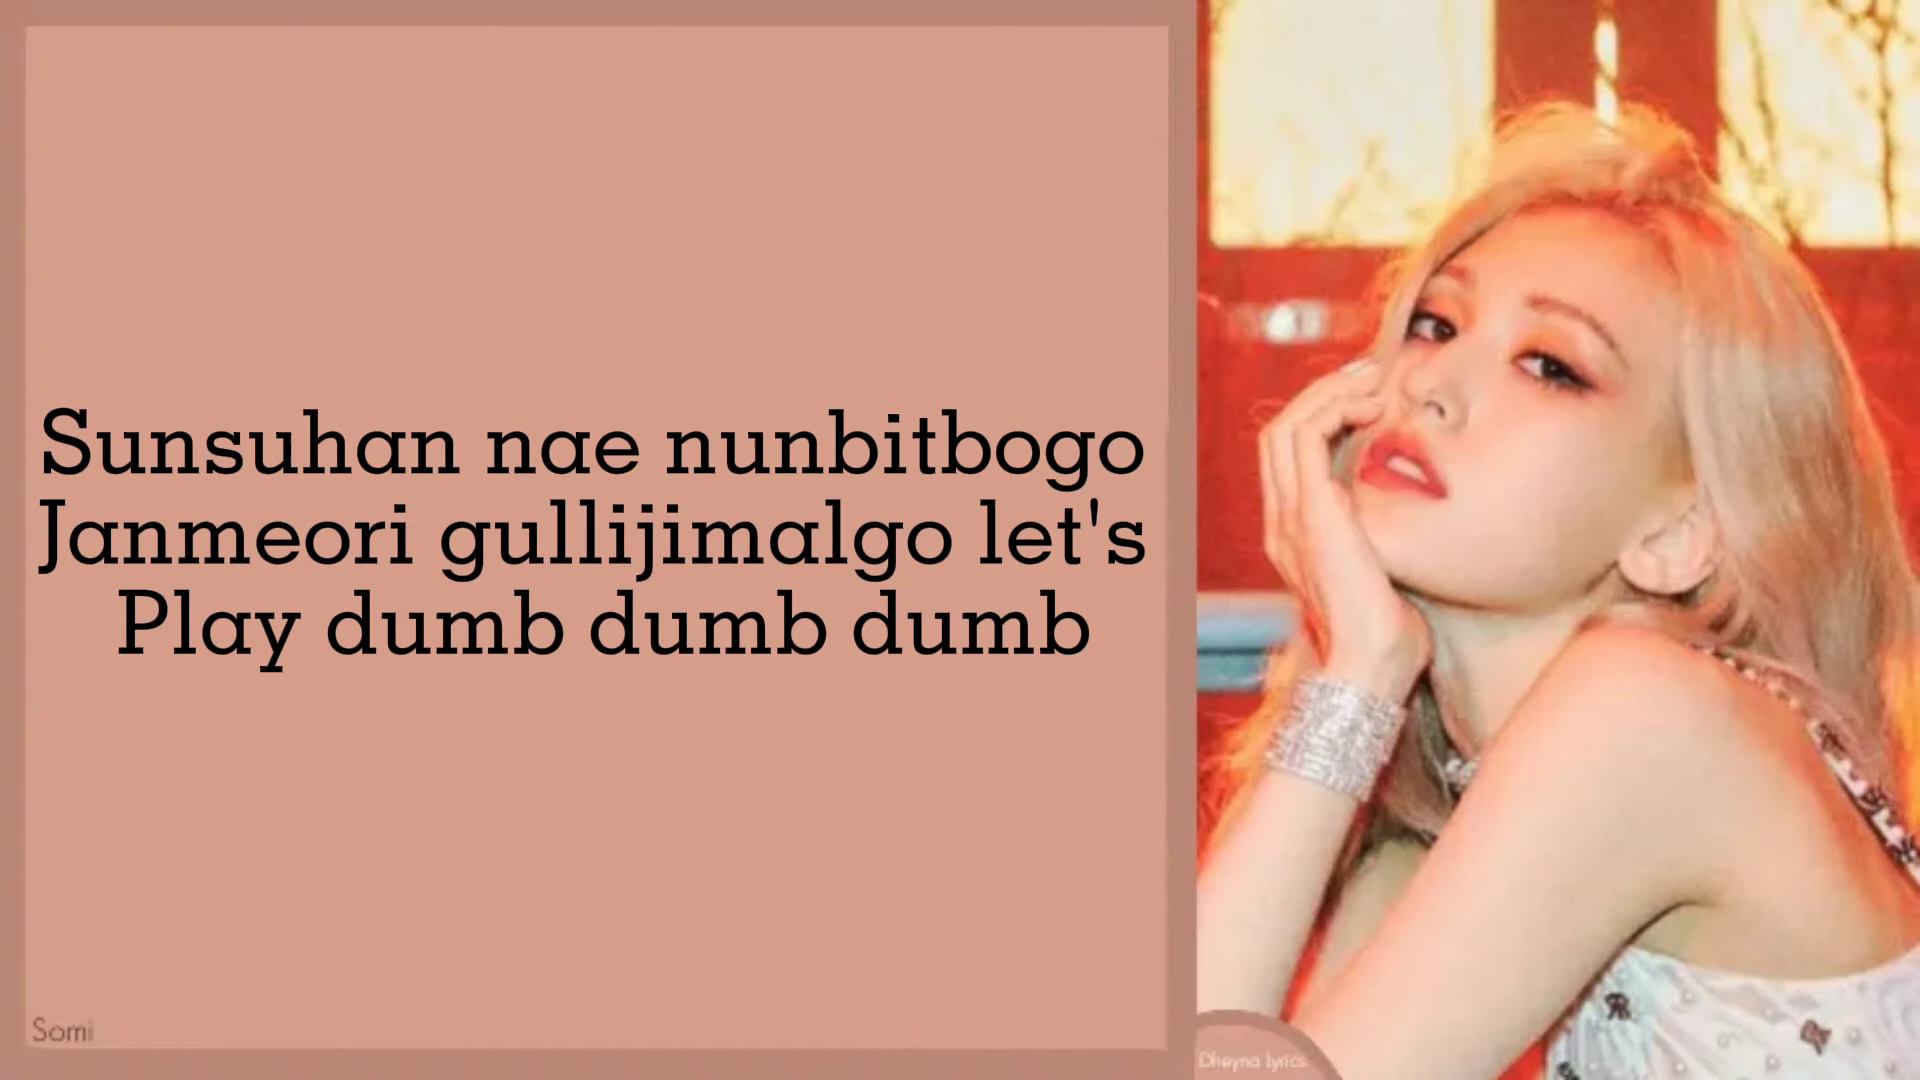 Sunsuhan nae nunbitbogo
Janmeori gullijimalgo let's
Play dumb dumb dumb
Somi
Dheyna lyrics